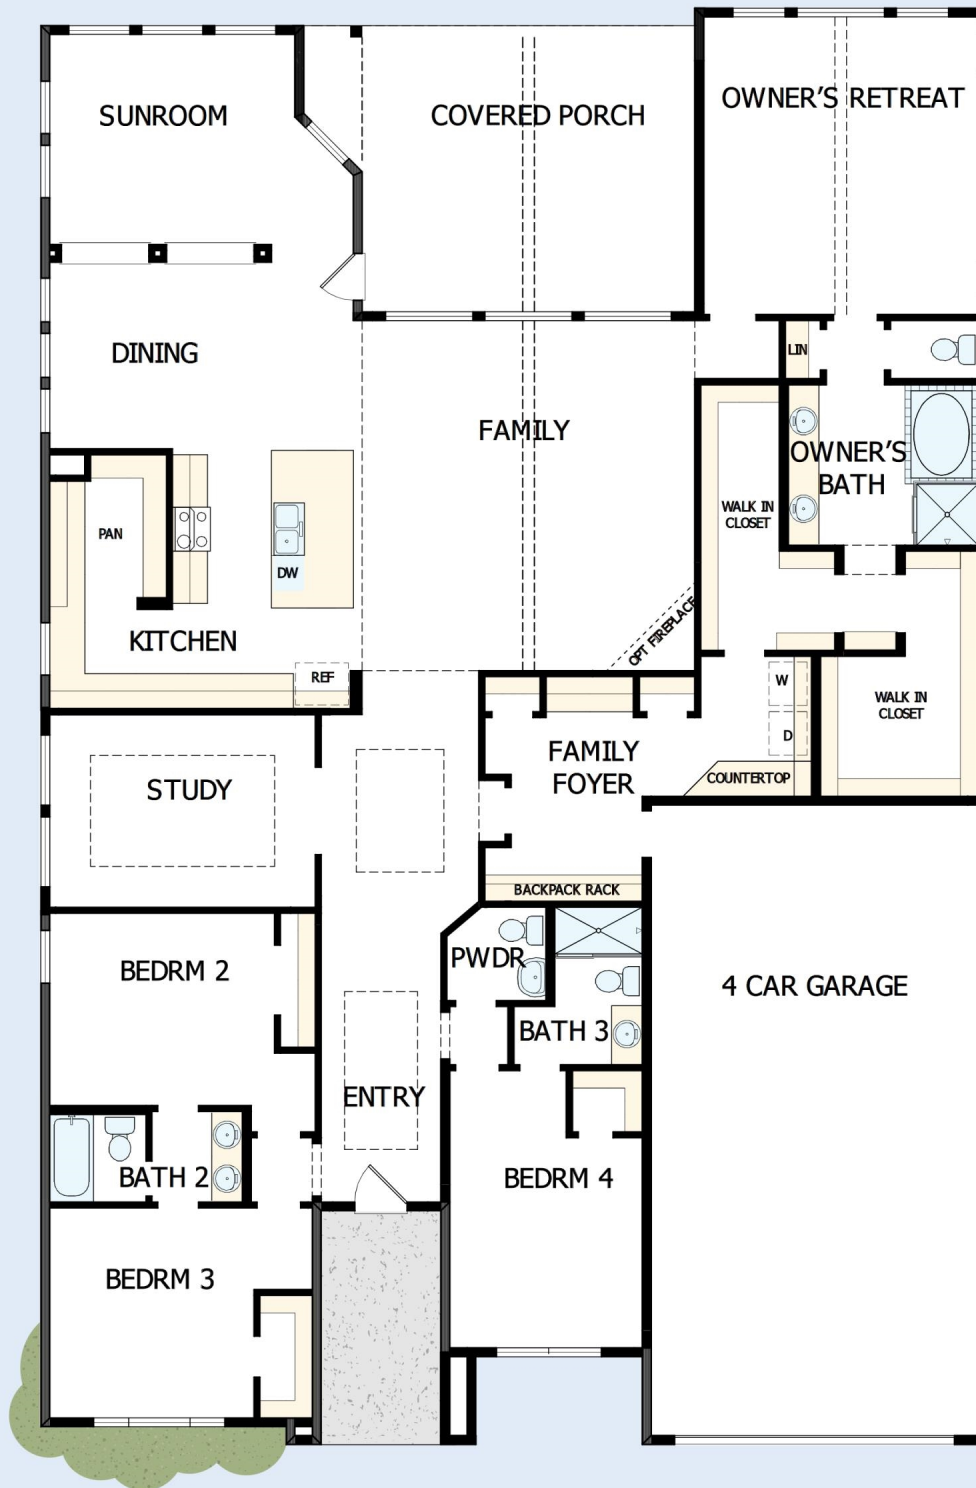 SUNROOM
COVERED PORCH
OWNER'S RETREAT
DINING
LIN
FAMILY
OWNER'S
BATH
WALK IN
CLOSET
PAN
DW
KITCHEN
OPT FIREPLACE
REF
W
D
WALK IN
CLOSET
STUDY
FAMILY
FOYER
COUNTERTOP
BACKPACK RACK
BEDRM 2
PWDR
4 CAR GARAGE
BATH 3
ENTRY
BATH 2
BEDRM 4
BEDRM 3